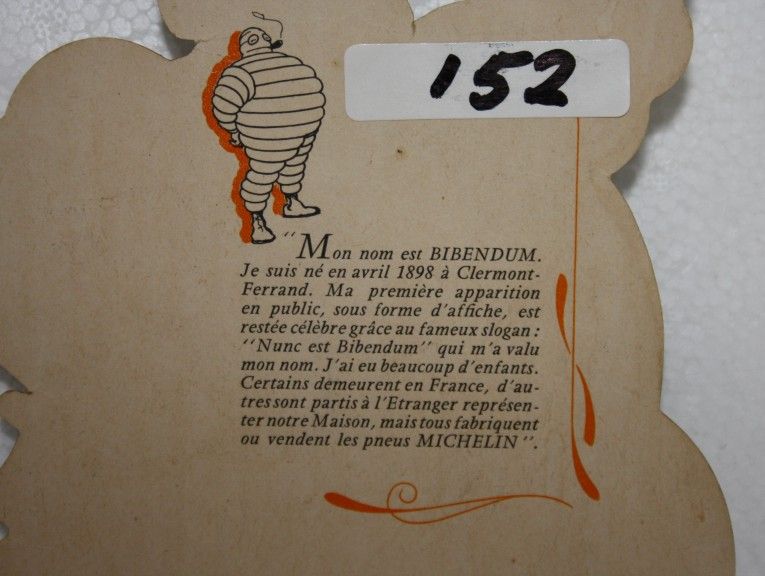 152
"Mon nom est BIBENDUM.
Je suis né en avril 1898 à Clermont-
Ferrand. Ma première apparition
en public, sous forme d'affiche, est
restée célèbre grâce au fameux slogan :
"Nunc est Bibendum" qui m'a valu
mon nom. J'ai eu beaucoup d'enfants.
Certains demeurent en France, d'au-
tres sont partis à l'Etranger représen-
ter notre Maison, mais tous fabriquent
ou vendent les pneus MICHELIN".